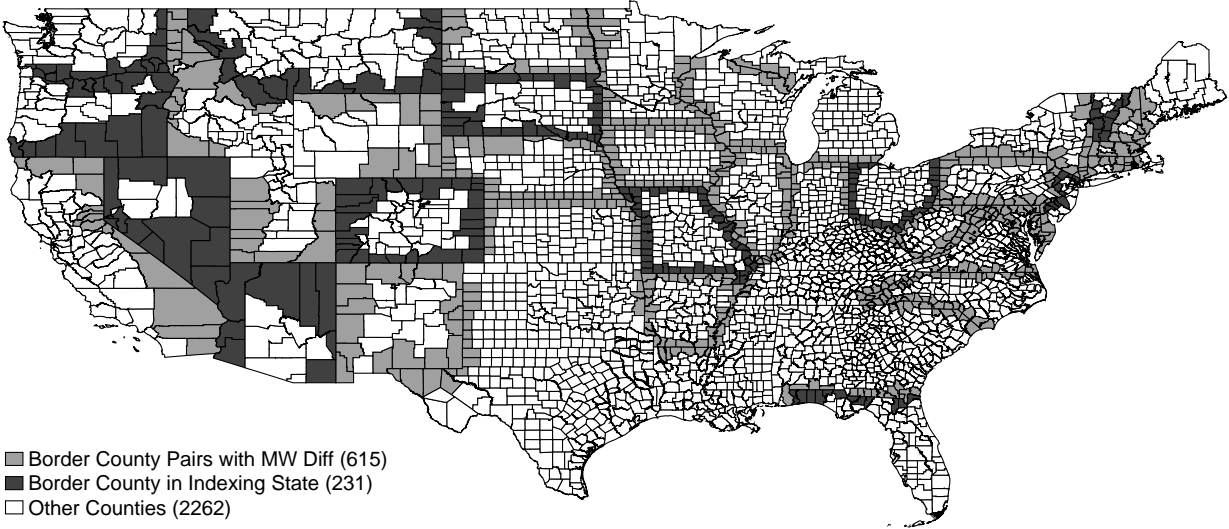 Border County Pairs with MW Diff (615)
Border County in Indexing State (231)
Other Counties (2262)